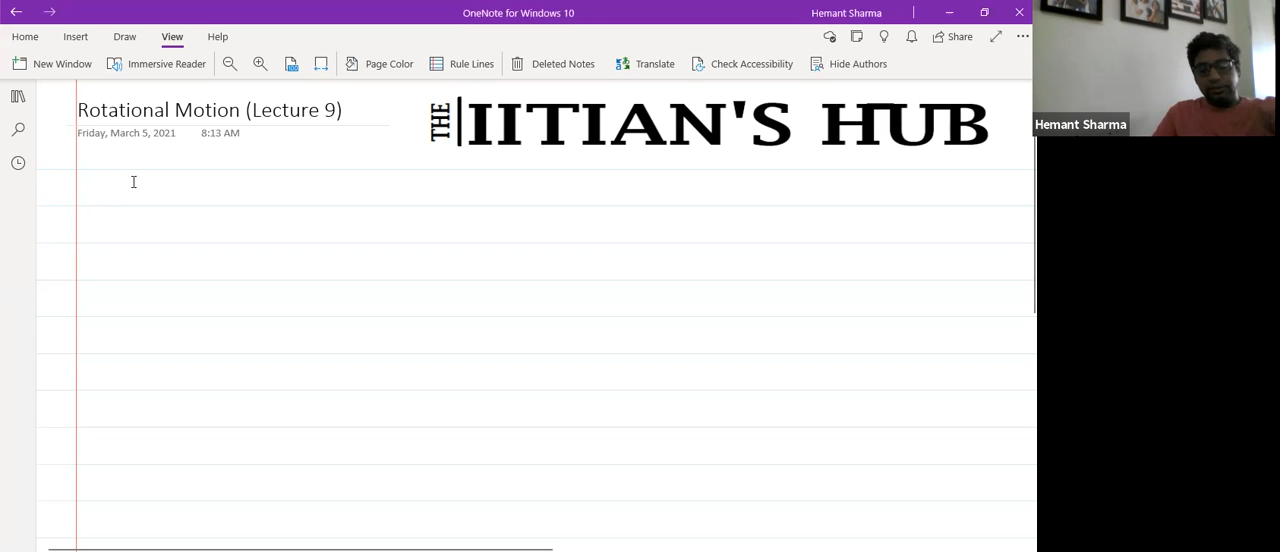 OneNote for Windows 10
Hemant Sharma
Home Insert Draw View Help
Share
New Window Immersive Reader Page Color Rule Lines Deleted Notes Translate Check Accessibility Hide Authors
Rotational Motion (Lecture 9)
Friday, March 5, 2021 8:13 AM
THE IITIAN'S HUB
Hemant Sharma